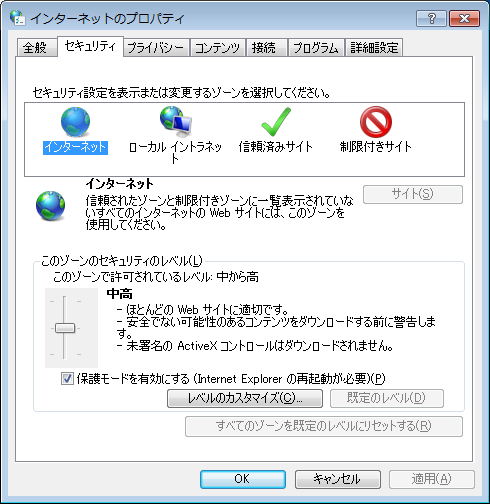 インターネットのプロパティ
全般 セキュリティ プライバシー コンテンツ 接続 プログラム 詳細設定
セキュリティ設定を表示または変更するゾーンを選択してください。
インターネット ローカル イントラネッ 信頼済みサイト 制限付きサイト
ト
インターネット
サイト(S)
信頼されたゾーンと制限付きゾーンに一覧表示されていな
いすべてのインターネットの Web サイトには、このゾーンを
使用してください。
このゾーンのセキュリティのレベル(L)
このゾーンで許可されているレベル: 中から高
中高
- ほとんどの Web サイトに適切です。
- 安全でない可能性のあるコンテンツをダウンロードする前に警告しま
す。
- 未署名の ActiveX コントロールはダウンロードされません。
保護モードを有効にする (Internet Explorer の再起動が必要)(P)
レベルのカスタマイズ(C)... 既定のレベル(D)
すべてのゾーンを既定のレベルにリセットする(R)
OK キャンセル 適用(A)